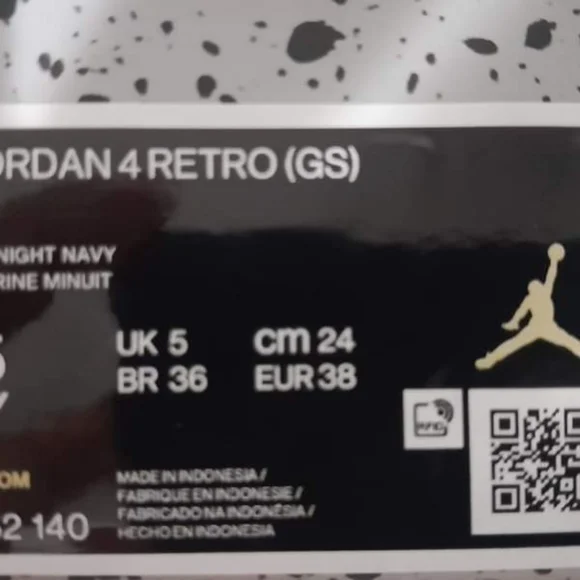 ORDAN 4 RETRO (GS)
NIGHT NAVY
RINE MINUIT
UK 5 cm 24
BR 36 EUR 38
RFID
OM
MADE IN INDONESIA /
FABRIQUE EN INDONESIE /
FABRICADO NA INDONÉSIA /
HECHO EN INDONESIA
52 140